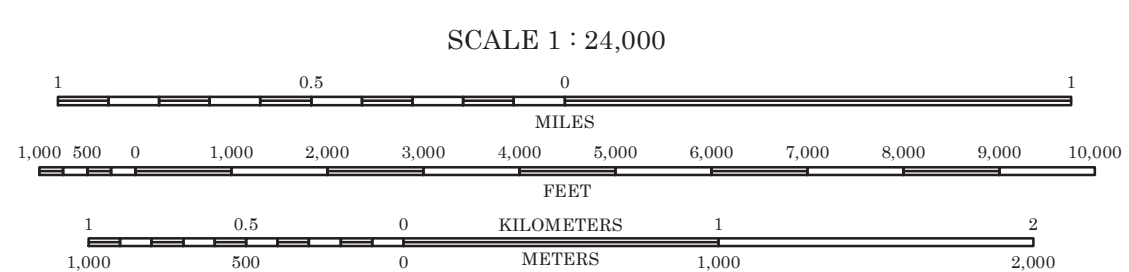 SCALE 1 : 24,000
1 0.5 0 1
MILES
1,000 500 0 1,000 2,000 3,000 4,000 5,000 6,000 7,000 8,000 9,000 10,000
FEET
1 0.5 0 KILOMETERS 1 2
1,000 500 0 METERS 1,000 2,000